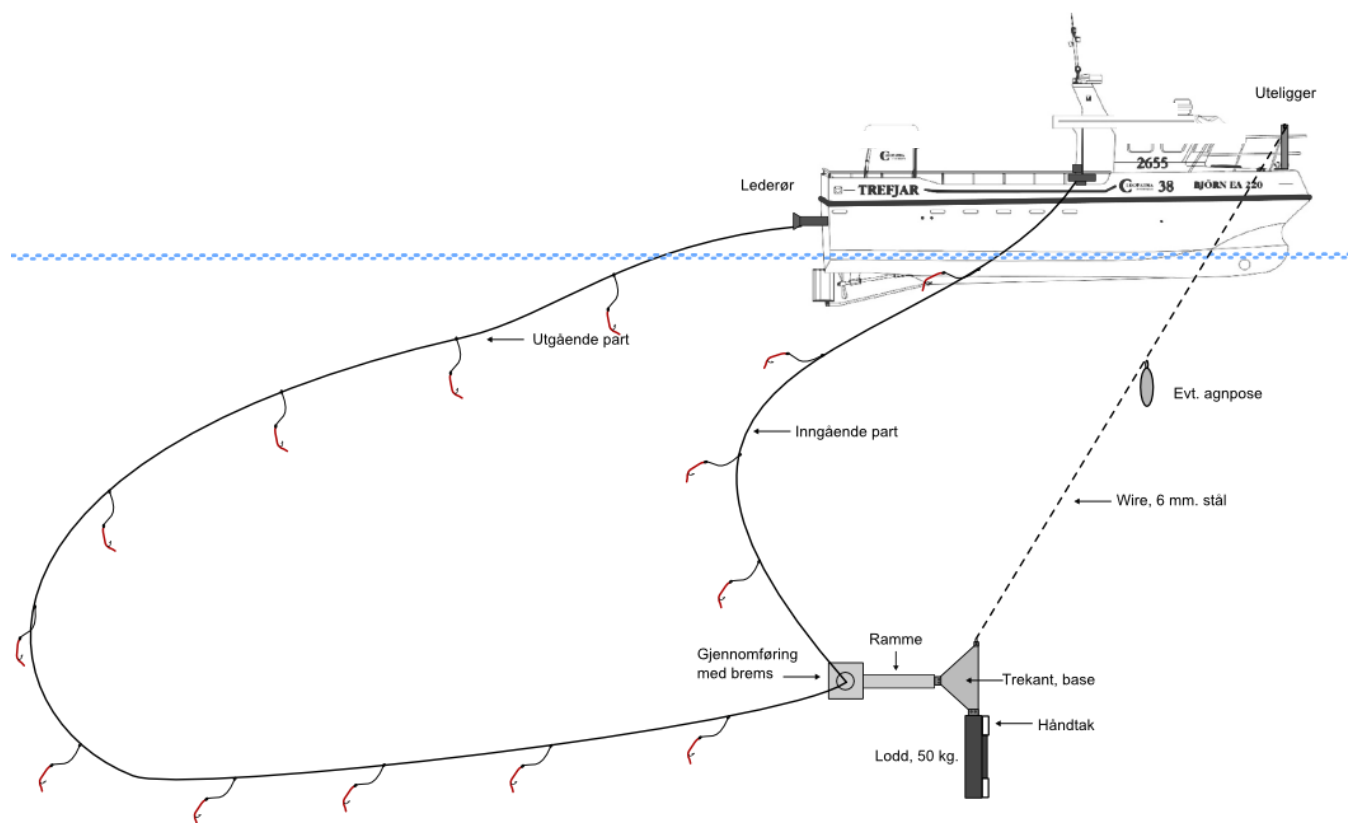 Uteligger
Lederør
2655
TREFJAR
38
BJÖRN EA 220
Utgående part
Evt. agnpose
Inngående part
Wire, 6 mm. stål
Ramme
Gjennomføring
med brems
Trekant, base
Håndtak
Lodd, 50 kg.